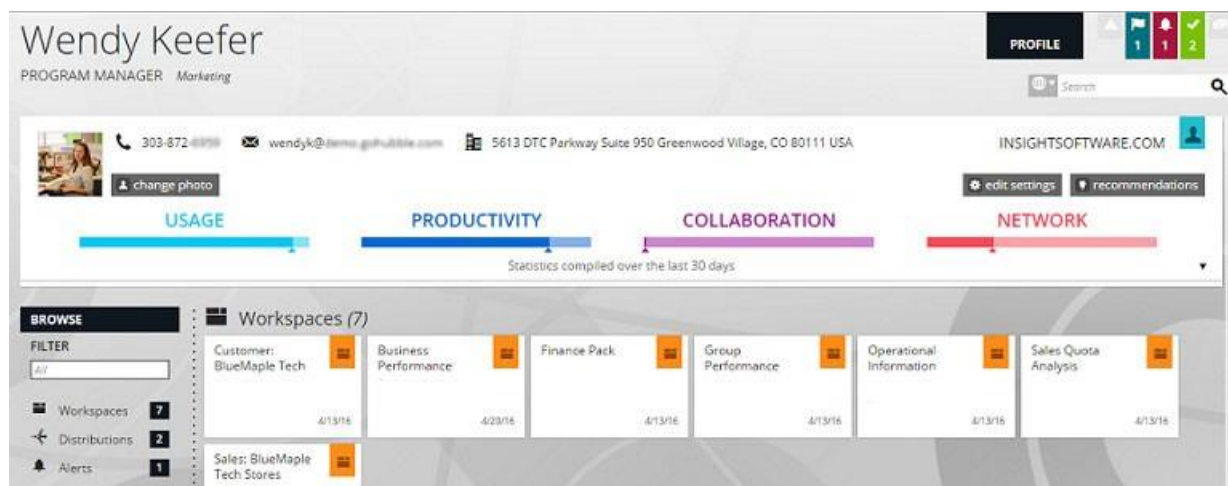 Wendy Keefer
PROGRAM MANAGER Marketing
PROFILE
1 1 2
Search
303-872-
wendyk@
5613 DTC Parkway Suite 950 Greenwood Village, CO 80111 USA
INSIGHTSOFTWARE.COM
change photo
edit settings
recommendations
USAGE PRODUCTIVITY COLLABORATION NETWORK
Statistics compiled over the last 30 days
BROWSE
FILTER
All
Workspaces 7
Distributions 2
Alerts 1
Workspaces (7)
Customer:
BlueMaple Tech
4/13/16
Business
Performance
4/20/16
Finance Pack
4/13/16
Group
Performance
4/13/16
Operational
Information
4/13/16
Sales Quota
Analysis
4/13/16
Sales: BlueMaple
Tech Stores